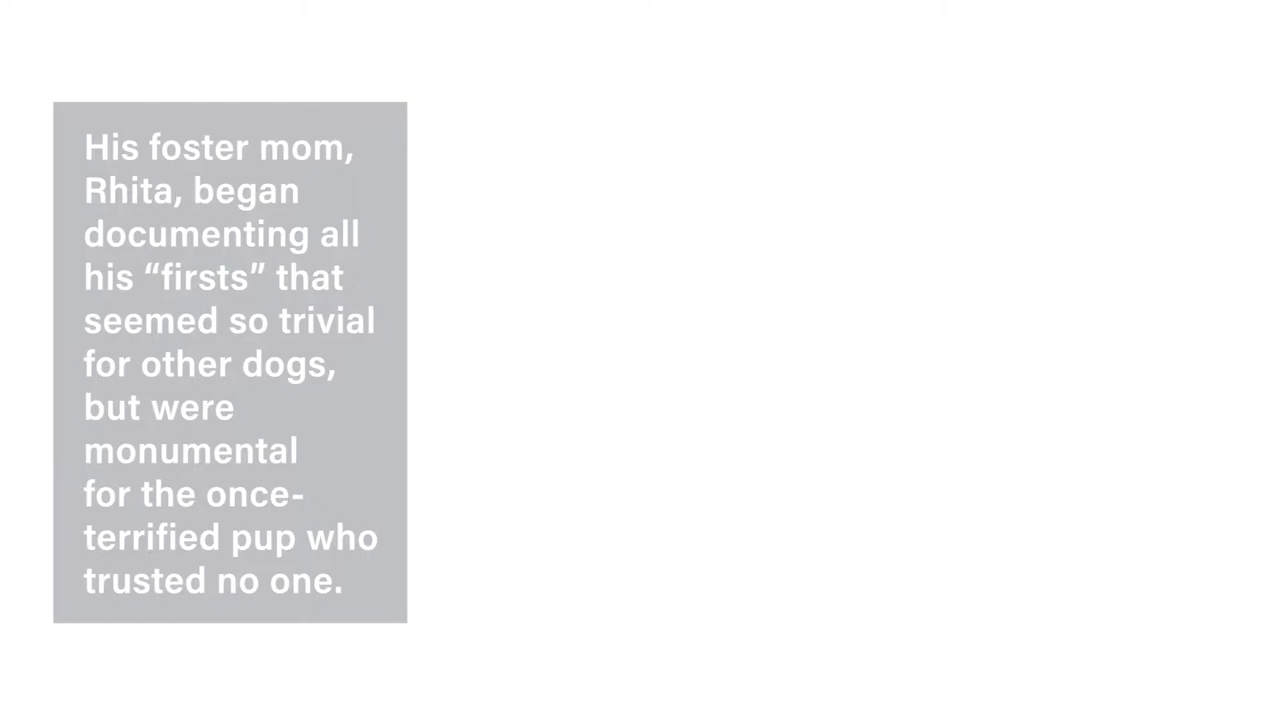 His foster mom,
Rhita, began
documenting all
his “firsts” that
seemed so trivial
for other dogs,
but were
monumental
for the once-
terrified pup who
trusted no one.